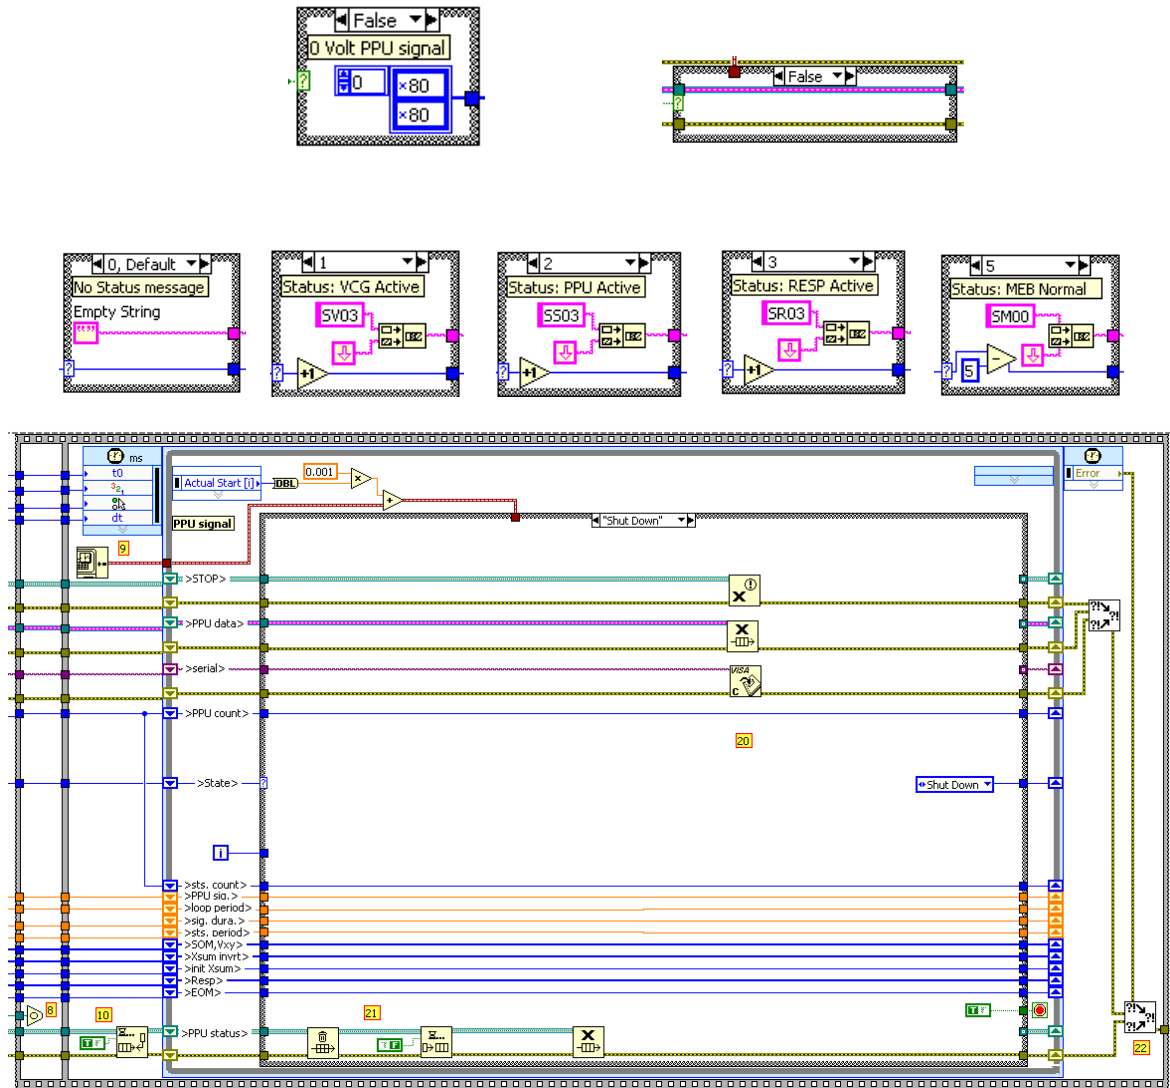 False
0 Volt PPU signal
?
0
×80
×80
False
?
0, Default
No Status message
Empty String
""
?
1
Status: VCG Active
SV03
+1
?
2
Status: PPU Active
SS03
+1
?
3
Status: RESP Active
SR03
+1
?
5
Status: MEB Normal
SM00
-
5
?
ms
t0
dt
9
Actual Start [i]
DBL
0.001
×
+
PPU signal
"Shut Down"
Error
>STOP>
>PPU data>
>serial>
VISA
C
>PPU count>
20
>State>
?
Shut Down
i
>sts. count>
>PPU sig.>
>loop period>
>sig. dura.>
>sts. period>
>SOM,Vxy>
>Xsum invrt>
>init Xsum>
>Resp>
>EOM>
8
10
T F
>PPU status>
21
T F
T F
?!
?!
?!
?!
?!
?!
22